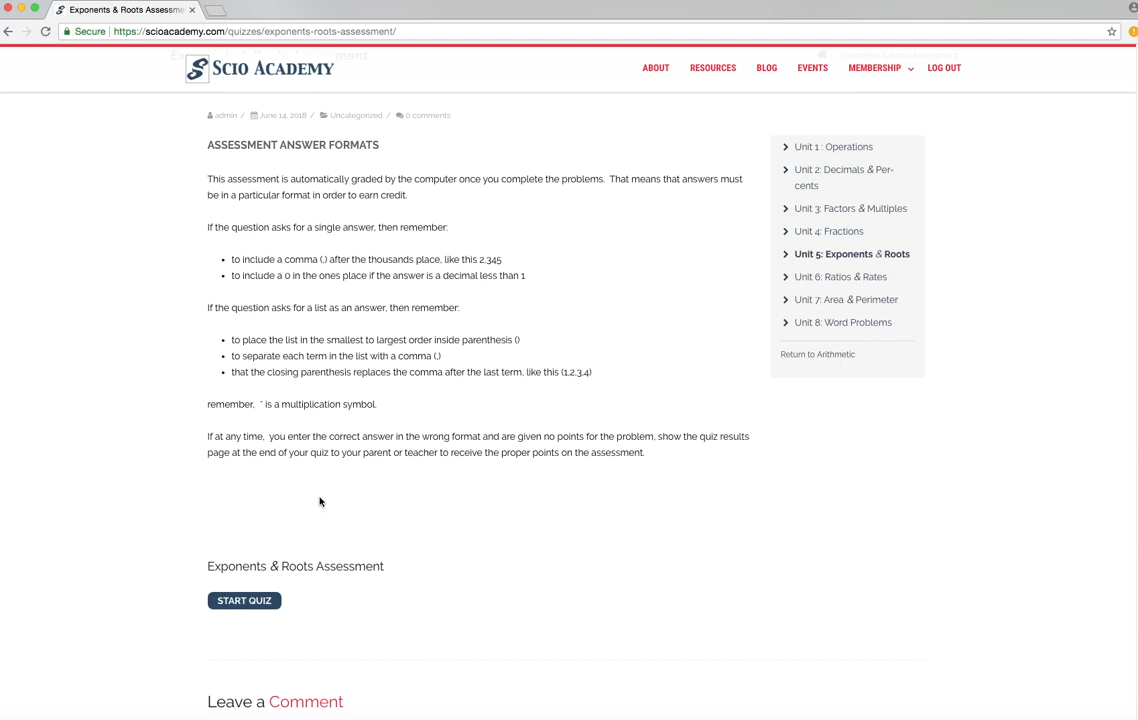 Exponents & Roots Assessme
Secure https://scioacademy.com/quizzes/exponents-roots-assessment/
SCIO ACADEMY
ABOUT RESOURCES BLOG EVENTS MEMBERSHIP LOG OUT
admin / June 14, 2018 / Uncategorized / 0 comments
ASSESSMENT ANSWER FORMATS
This assessment is automatically graded by the computer once you complete the problems. That means that answers must
be in a particular format in order to earn credit.
If the question asks for a single answer, then remember:
• to include a comma (,) after the thousands place, like this 2,345
• to include a 0 in the ones place if the answer is a decimal less than 1
If the question asks for a list as an answer, then remember:
• to place the list in the smallest to largest order inside parenthesis ()
• to separate each term in the list with a comma (,)
• that the closing parenthesis replaces the comma after the last term, like this (1,2,3,4)
remember, * is a multiplication symbol.
If at any time, you enter the correct answer in the wrong format and are given no points for the problem, show the quiz results
page at the end of your quiz to your parent or teacher to receive the proper points on the assessment.
Unit 1 : Operations
Unit 2: Decimals & Per-
cents
Unit 3: Factors & Multiples
Unit 4: Fractions
Unit 5: Exponents & Roots
Unit 6: Ratios & Rates
Unit 7: Area & Perimeter
Unit 8: Word Problems
Return to Arithmetic
Exponents & Roots Assessment
START QUIZ
Leave a Comment